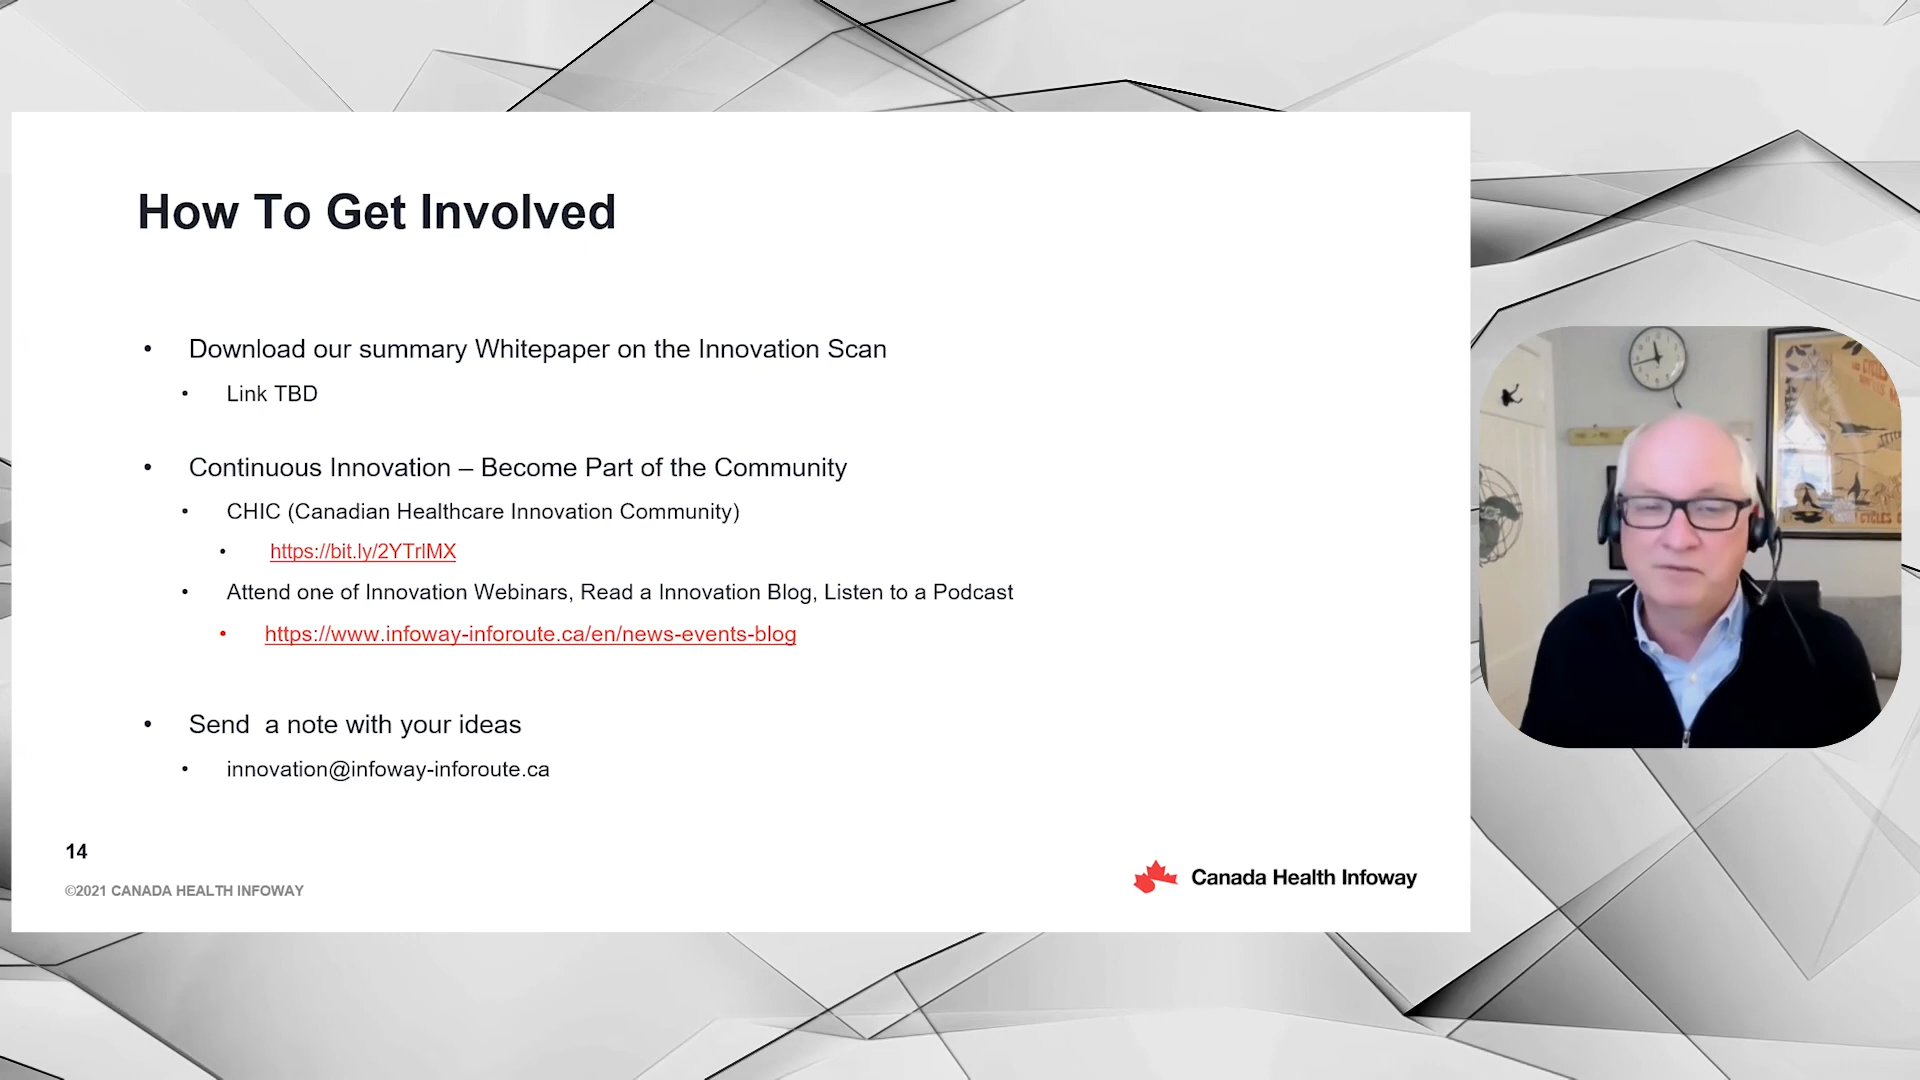 How To Get Involved
• Download our summary Whitepaper on the Innovation Scan
• Link TBD
• Continuous Innovation – Become Part of the Community
• CHIC (Canadian Healthcare Innovation Community)
• https://bit.ly/2YTrlMX
• Attend one of Innovation Webinars, Read a Innovation Blog, Listen to a Podcast
• https://www.infoway-inforoute.ca/en/news-events-blog
• Send  a note with your ideas
• innovation@infoway-inforoute.ca
14
©2021 CANADA HEALTH INFOWAY
Canada Health Infoway